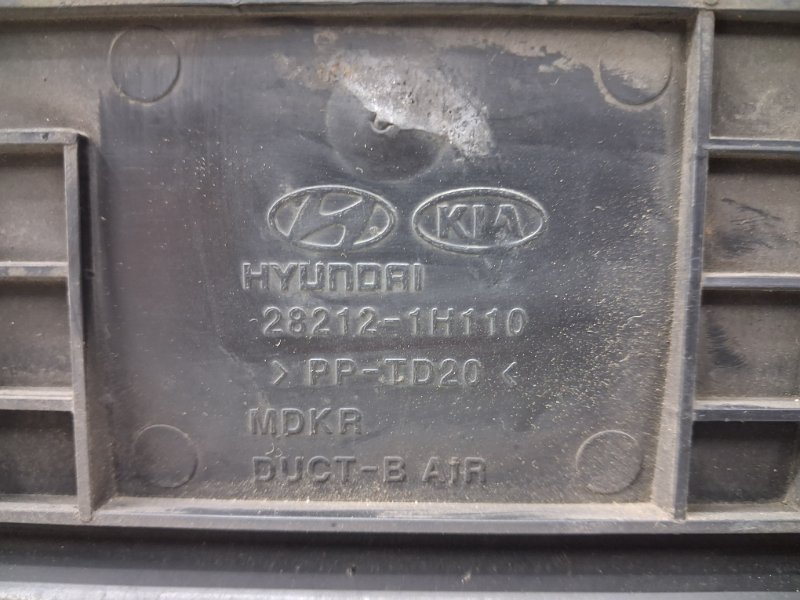 KIA
HYUNDAI
28212-1H110
> PP-TD20 <
MDKR
DUCT-B AIR